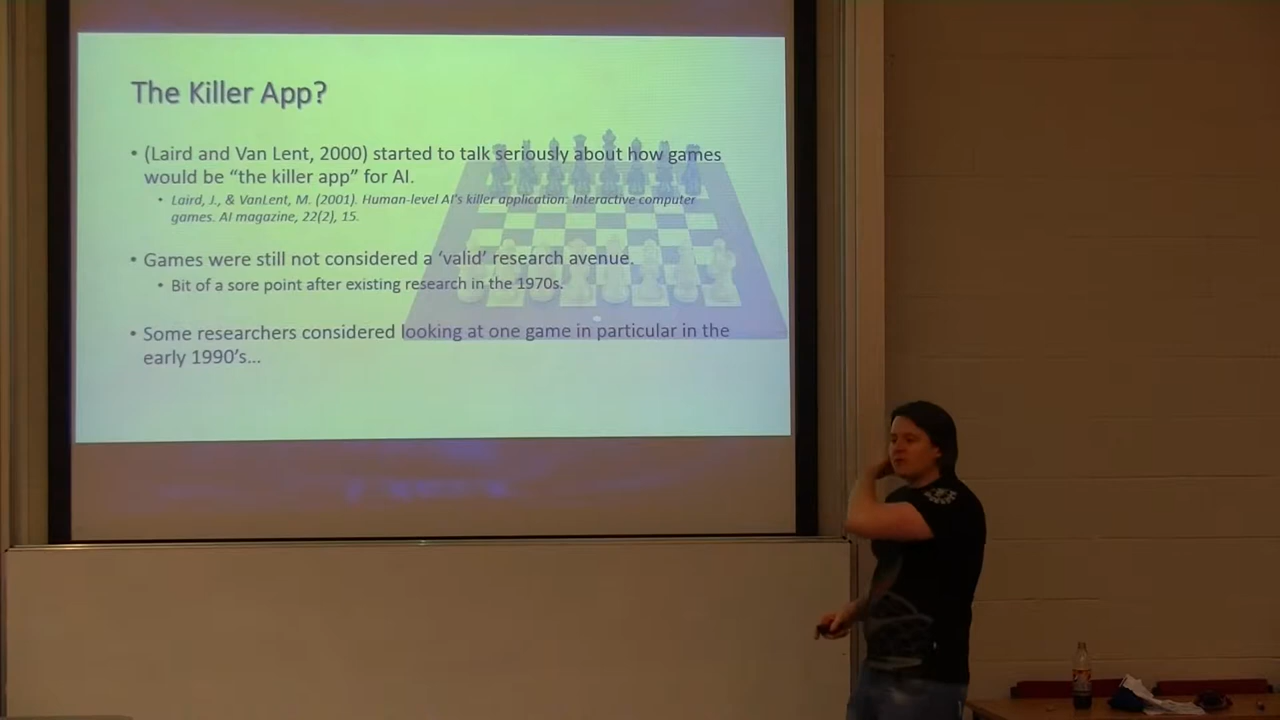 The Killer App?
• (Laird and Van Lent, 2000) started to talk seriously about how games
would be “the killer app” for AI.
• Laird, J., & VanLent, M. (2001). Human-level AI's killer application: Interactive computer
games. AI magazine, 22(2), 15.
• Games were still not considered a ‘valid’ research avenue.
• Bit of a sore point after existing research in the 1970s.
• Some researchers considered looking at one game in particular in the
early 1990’s…